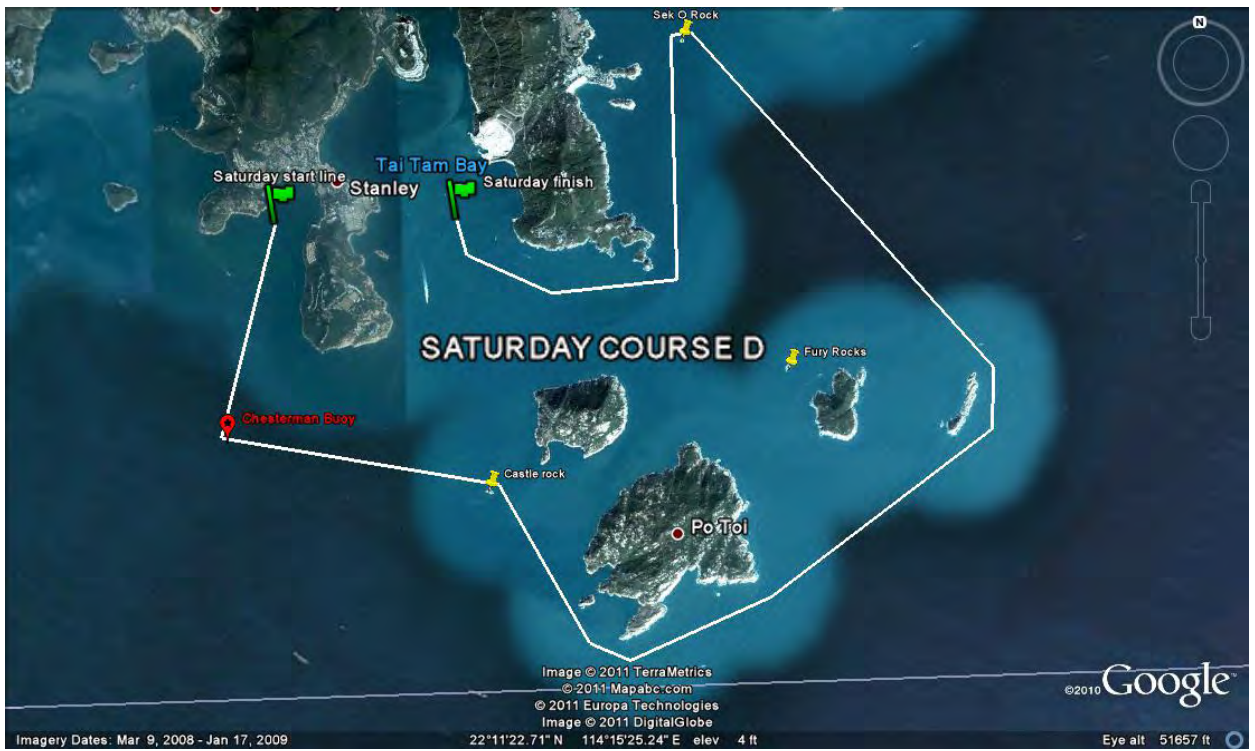 Sek O Rock
N
Tai Tam Bay
Saturday start line
Stanley
Saturday finish
SATURDAY COURSE D
Fury Rocks
Chesterman Buoy
Castle rock
Po Toi
Image © 2011 TerraMetrics
© 2011 Mapabc.com
© 2011 Europa Technologies
Image © 2011 DigitalGlobe
©2010 Google
Imagery Dates: Mar 9, 2008 - Jan 17, 2009
22°11'22.71" N 114°15'25.24" E elev 4 ft
Eye alt 51657 ft